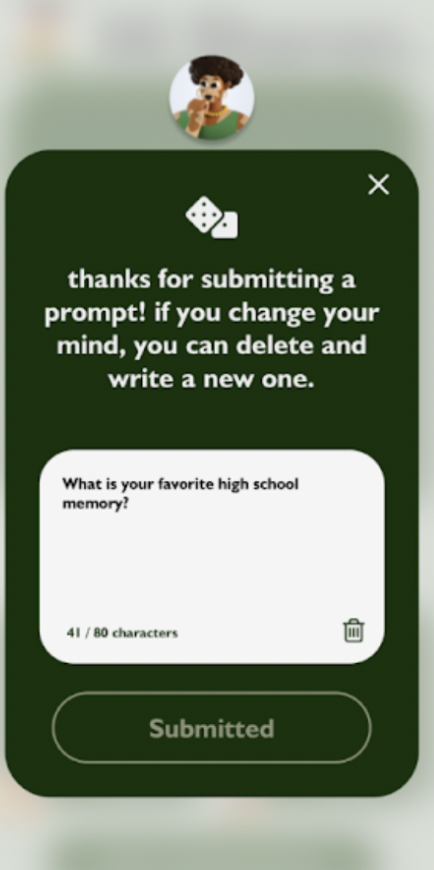 thanks for submitting a
prompt! if you change your
mind, you can delete and
write a new one.
What is your favorite high school
memory?
41 / 80 characters
Submitted